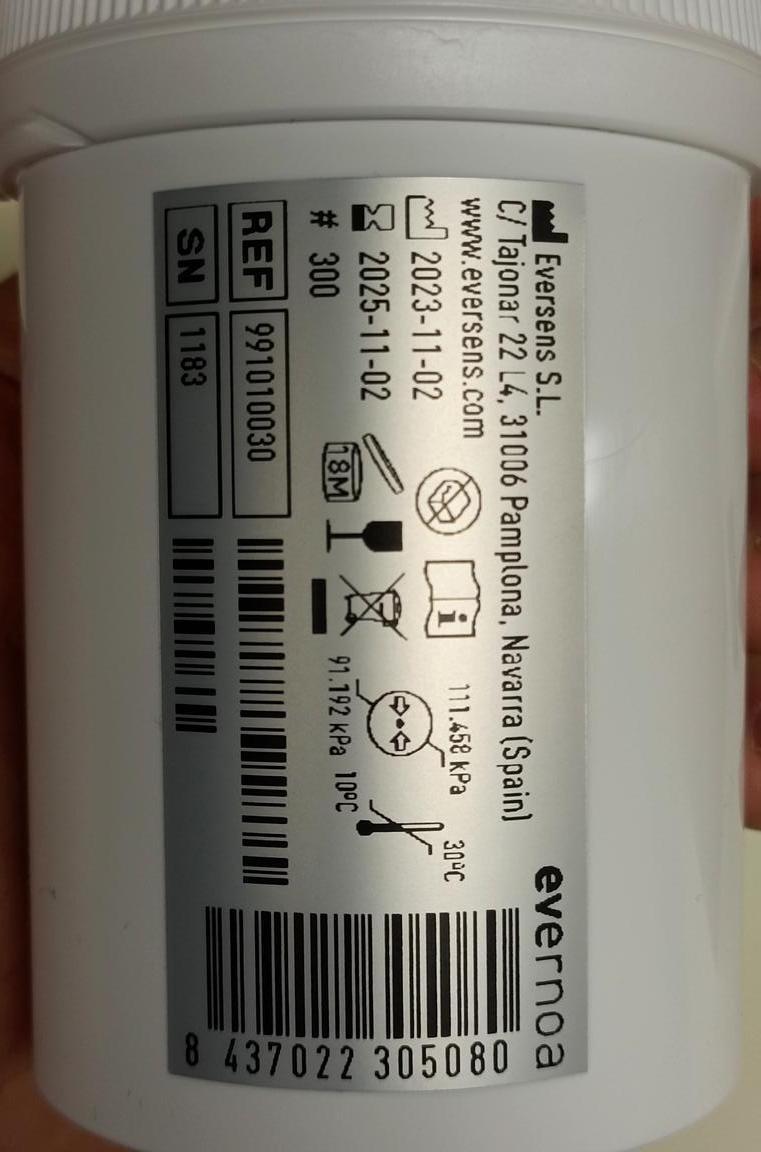 Eversens S.L.
C/ Tajonar 22 L4, 31006 Pamplona, Navarra (Spain)
www.eversens.com
evernoa
2023-11-02
2025-11-02
# 300
18M
i
111.458 kPa
91.192 kPa
30ºC
10ºC
REF 991010030
SN 1183
8 437022 305080